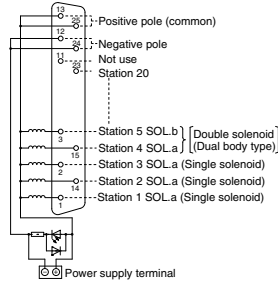 13
25
Positive pole (common)
12
24
Negative pole
11
Not use
23
Station 20
3
Station 5 SOL.b
15
Station 4 SOL.a
Double solenoid
(Dual body type)
2
Station 3 SOL.a (Single solenoid)
14
Station 2 SOL.a (Single solenoid)
1
Station 1 SOL.a (Single solenoid)
Power supply terminal